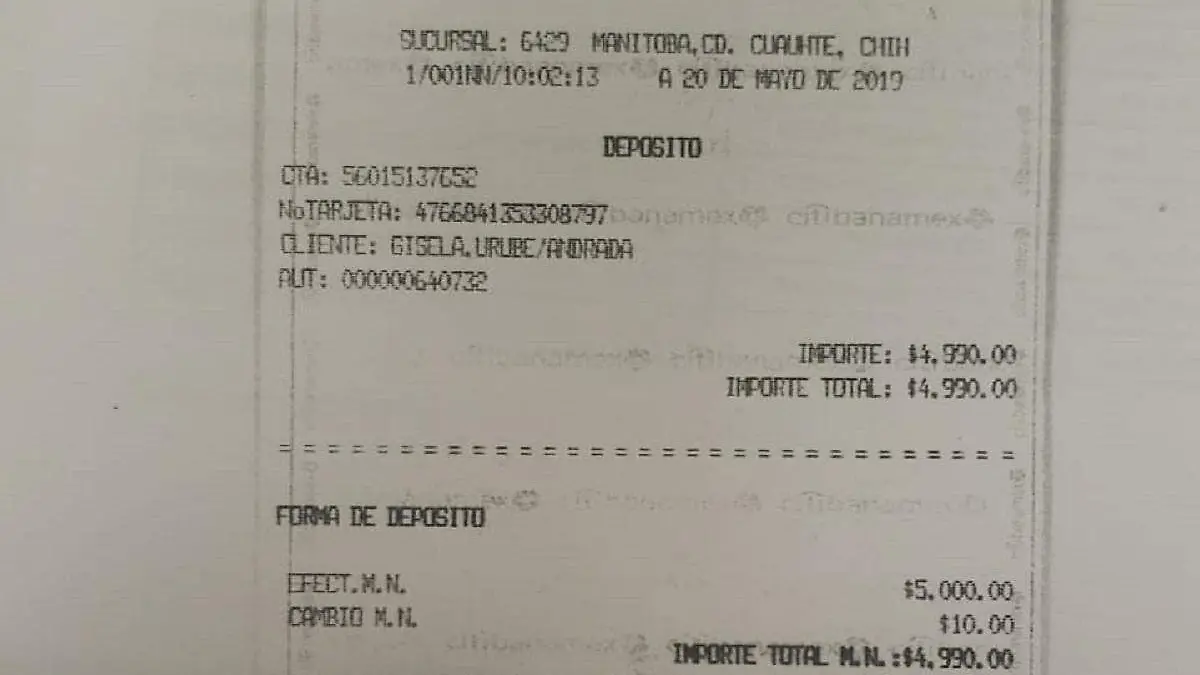 SUCURSAL: 6429 MANITOBA,CD. CUAUHTE, CHIH
1/001NN/10:02:13 A 20 DE MAYO DE 2019
DEPOSITO
CTA: 56015137652
NoTARJETA: 4766841353308797
citibanamex
CLIENTE: GISELA.URUBE/ANDRADA
AUT: 000000640732
IMPORTE: $4,990.00
IMPORTE TOTAL: $4,990.00
= = = = = = = = = = = = = = = = = = = = = = = = = = = = = = =
FORMA DE DEPOSITO
EFECT.M.N. $5,000.00
CAMBIO M.N. $10.00
IMPORTE TOTAL M.N.:$4,990.00